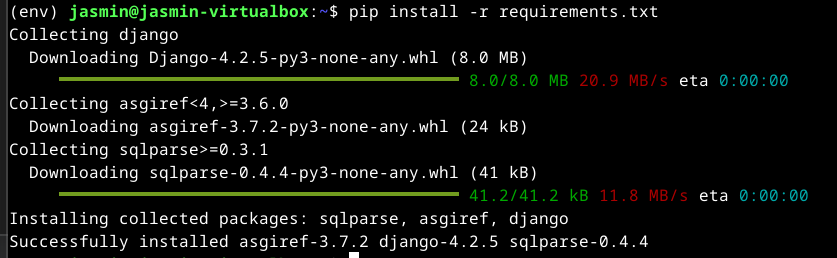 (env) jasmin@jasmin-virtualbox:~$ pip install -r requirements.txt
Collecting django
  Downloading Django-4.2.5-py3-none-any.whl (8.0 MB)
     8.0/8.0 MB 20.9 MB/s eta 0:00:00
Collecting asgiref<4,>=3.6.0
  Downloading asgiref-3.7.2-py3-none-any.whl (24 kB)
Collecting sqlparse>=0.3.1
  Downloading sqlparse-0.4.4-py3-none-any.whl (41 kB)
     41.2/41.2 kB 11.8 MB/s eta 0:00:00
Installing collected packages: sqlparse, asgiref, django
Successfully installed asgiref-3.7.2 django-4.2.5 sqlparse-0.4.4